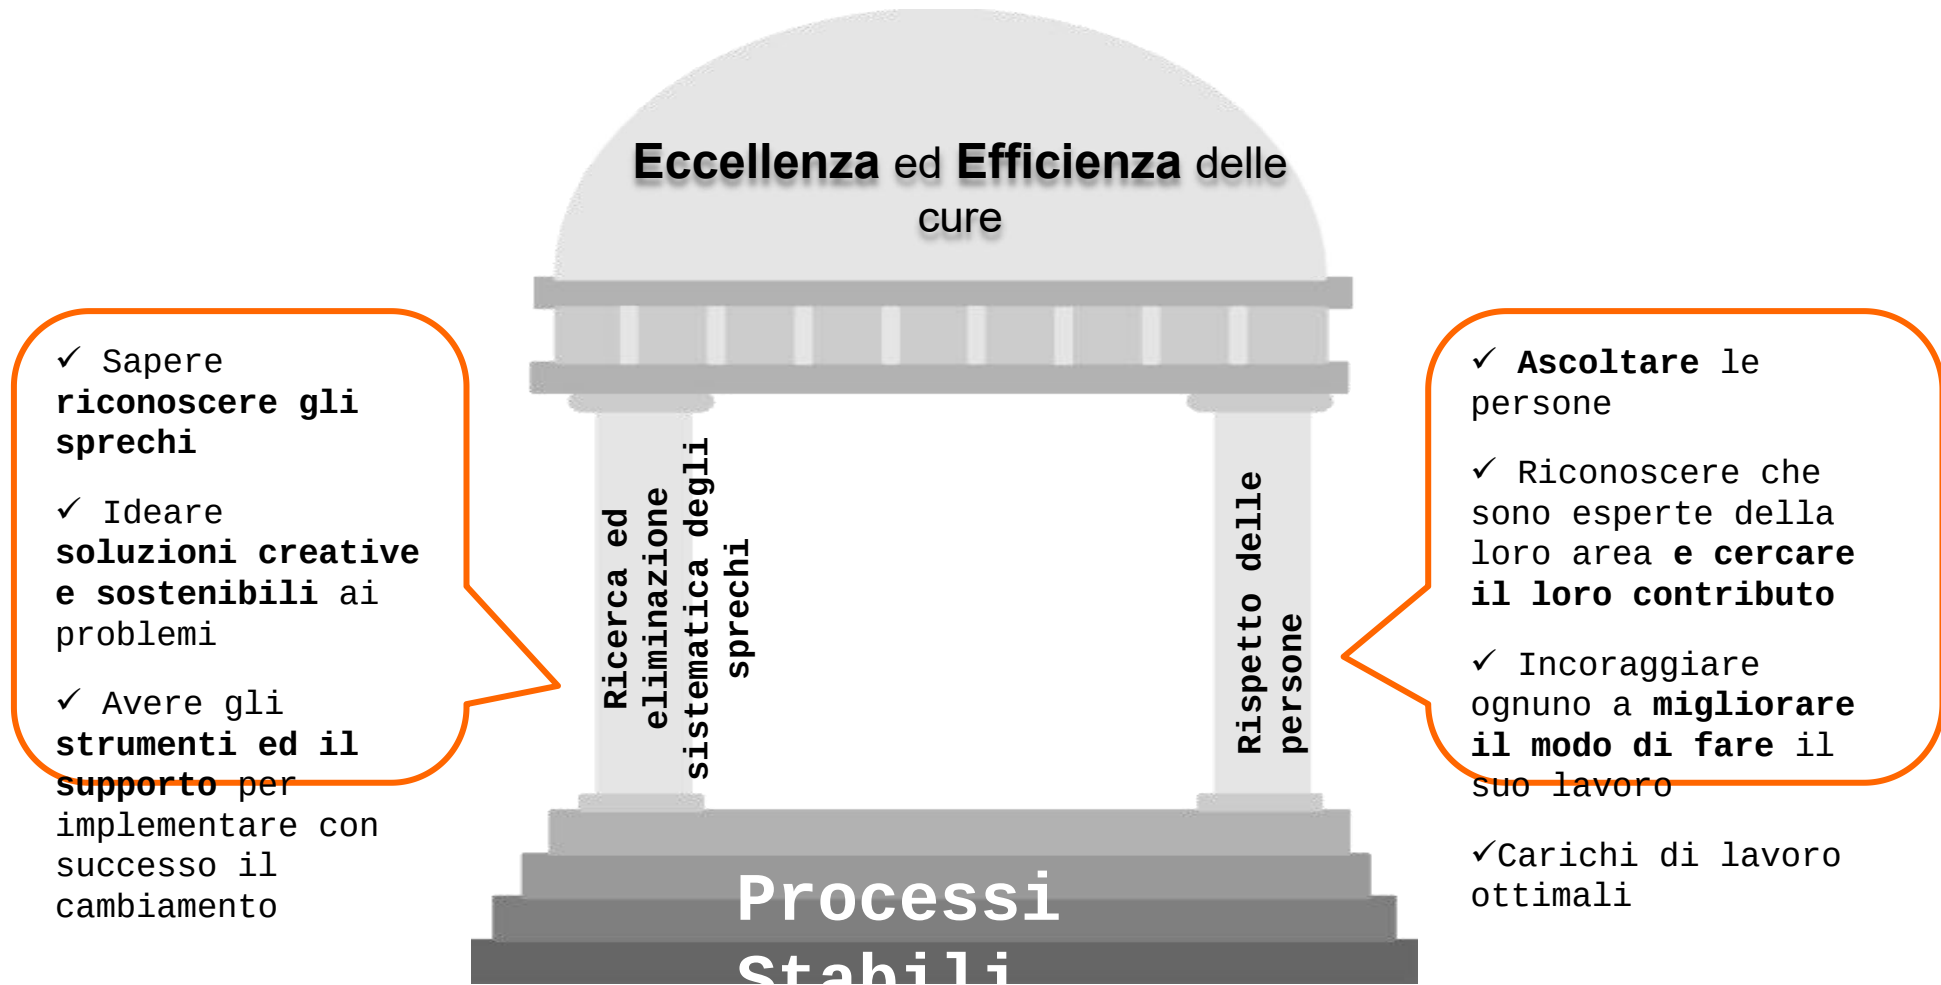 Eccellenza ed Efficienza delle
cure
✓ Sapere
riconoscere gli
sprechi
✓ Ideare
soluzioni creative
e sostenibili ai
problemi
✓ Avere gli
strumenti ed il
supporto per
implementare con
successo il
cambiamento
Ricerca ed
eliminazione
sistematica degli
sprechi
Rispetto delle
persone
✓ Ascoltare le
persone
✓ Riconoscere che
sono esperte della
loro area e cercare
il loro contributo
✓ Incoraggiare
ognuno a migliorare
il modo di fare il
suo lavoro
✓Carichi di lavoro
ottimali
Processi
Stabili